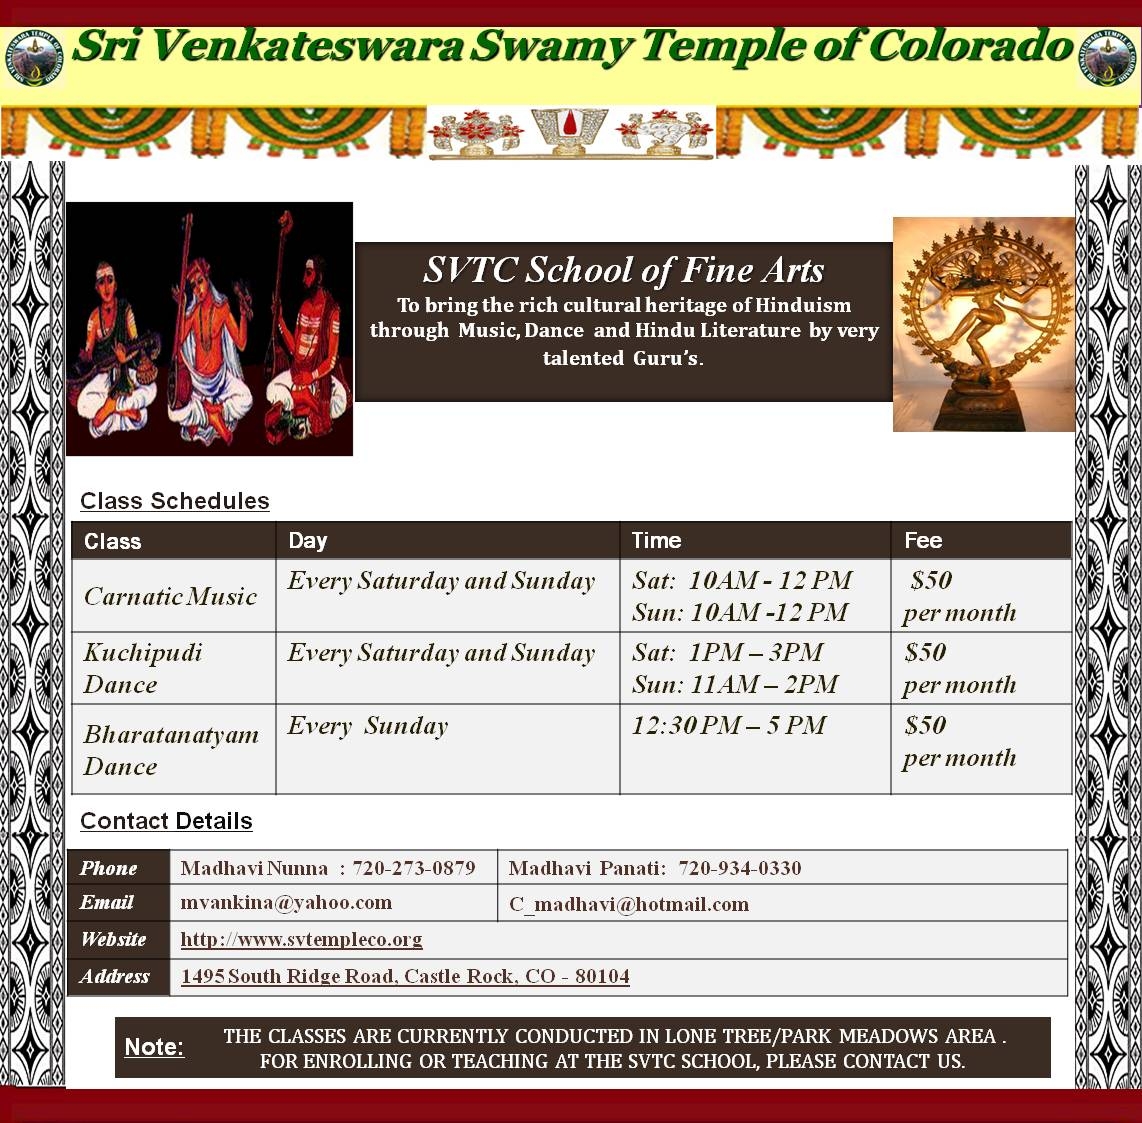 Sri Venkateswara Swamy Temple of Colorado
SVTC School of Fine Arts
To bring the rich cultural heritage of Hinduism
through Music, Dance and Hindu Literature by very
talented Guru's.
Class Schedules
Class Day Time Fee
Carnatic Music Every Saturday and Sunday Sat: 10AM - 12 PM $50
Sun: 10AM -12 PM per month
Kuchipudi Every Saturday and Sunday Sat: 1PM – 3PM $50
Dance Sun: 11AM – 2PM per month
Bharatanatyam Every Sunday 12:30 PM – 5 PM $50
Dance per month
Contact Details
Phone Madhavi Nunna : 720-273-0879 Madhavi Panati: 720-934-0330
Email mvankina@yahoo.com C_madhavi@hotmail.com
Website http://www.svtempleco.org
Address 1495 South Ridge Road, Castle Rock, CO - 80104
Note: THE CLASSES ARE CURRENTLY CONDUCTED IN LONE TREE/PARK MEADOWS AREA .
FOR ENROLLING OR TEACHING AT THE SVTC SCHOOL, PLEASE CONTACT US.